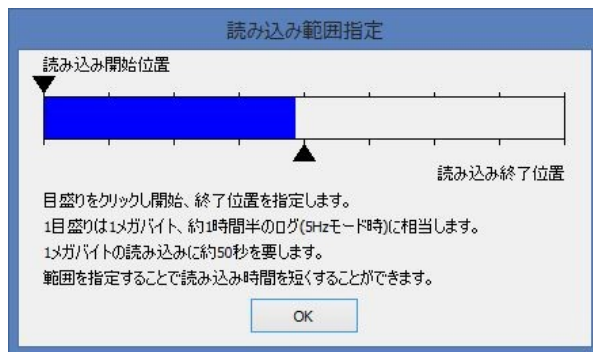 読み込み範囲指定
読み込み開始位置
読み込み終了位置
目盛りをクリックし開始、終了位置を指定します。
1目盛りは1メガバイト、約1時間半のログ(5Hzモード時)に相当します。
1メガバイトの読み込みに約50秒を要します。
範囲を指定することで読み込み時間を短くすることができます。
OK